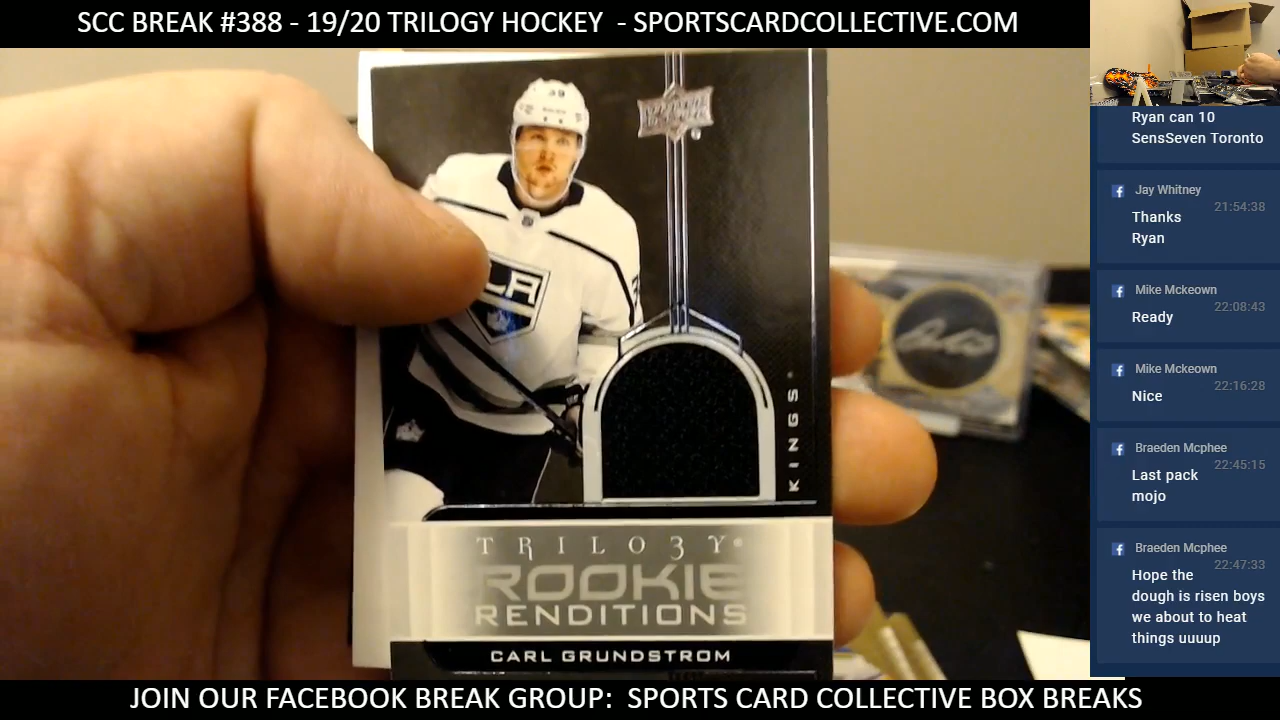 SCC BREAK #388 - 19/20 TRILOGY HOCKEY - SPORTSCARDCOLLECTIVE.COM
39
LA
KINGS
TRILO3Y
ROOKIE
RENDITIONS
CARL GRUNDSTROM
Ryan can 10
SensSeven Toronto
Jay Whitney
21:54:38
Thanks
Ryan
Mike Mckeown
22:08:43
Ready
Mike Mckeown
22:16:28
Nice
Braeden Mcphee
22:45:15
Last pack
mojo
Braeden Mcphee
22:47:33
Hope the
dough is risen boys
we about to heat
things uuuup
JOIN OUR FACEBOOK BREAK GROUP: SPORTS CARD COLLECTIVE BOX BREAKS